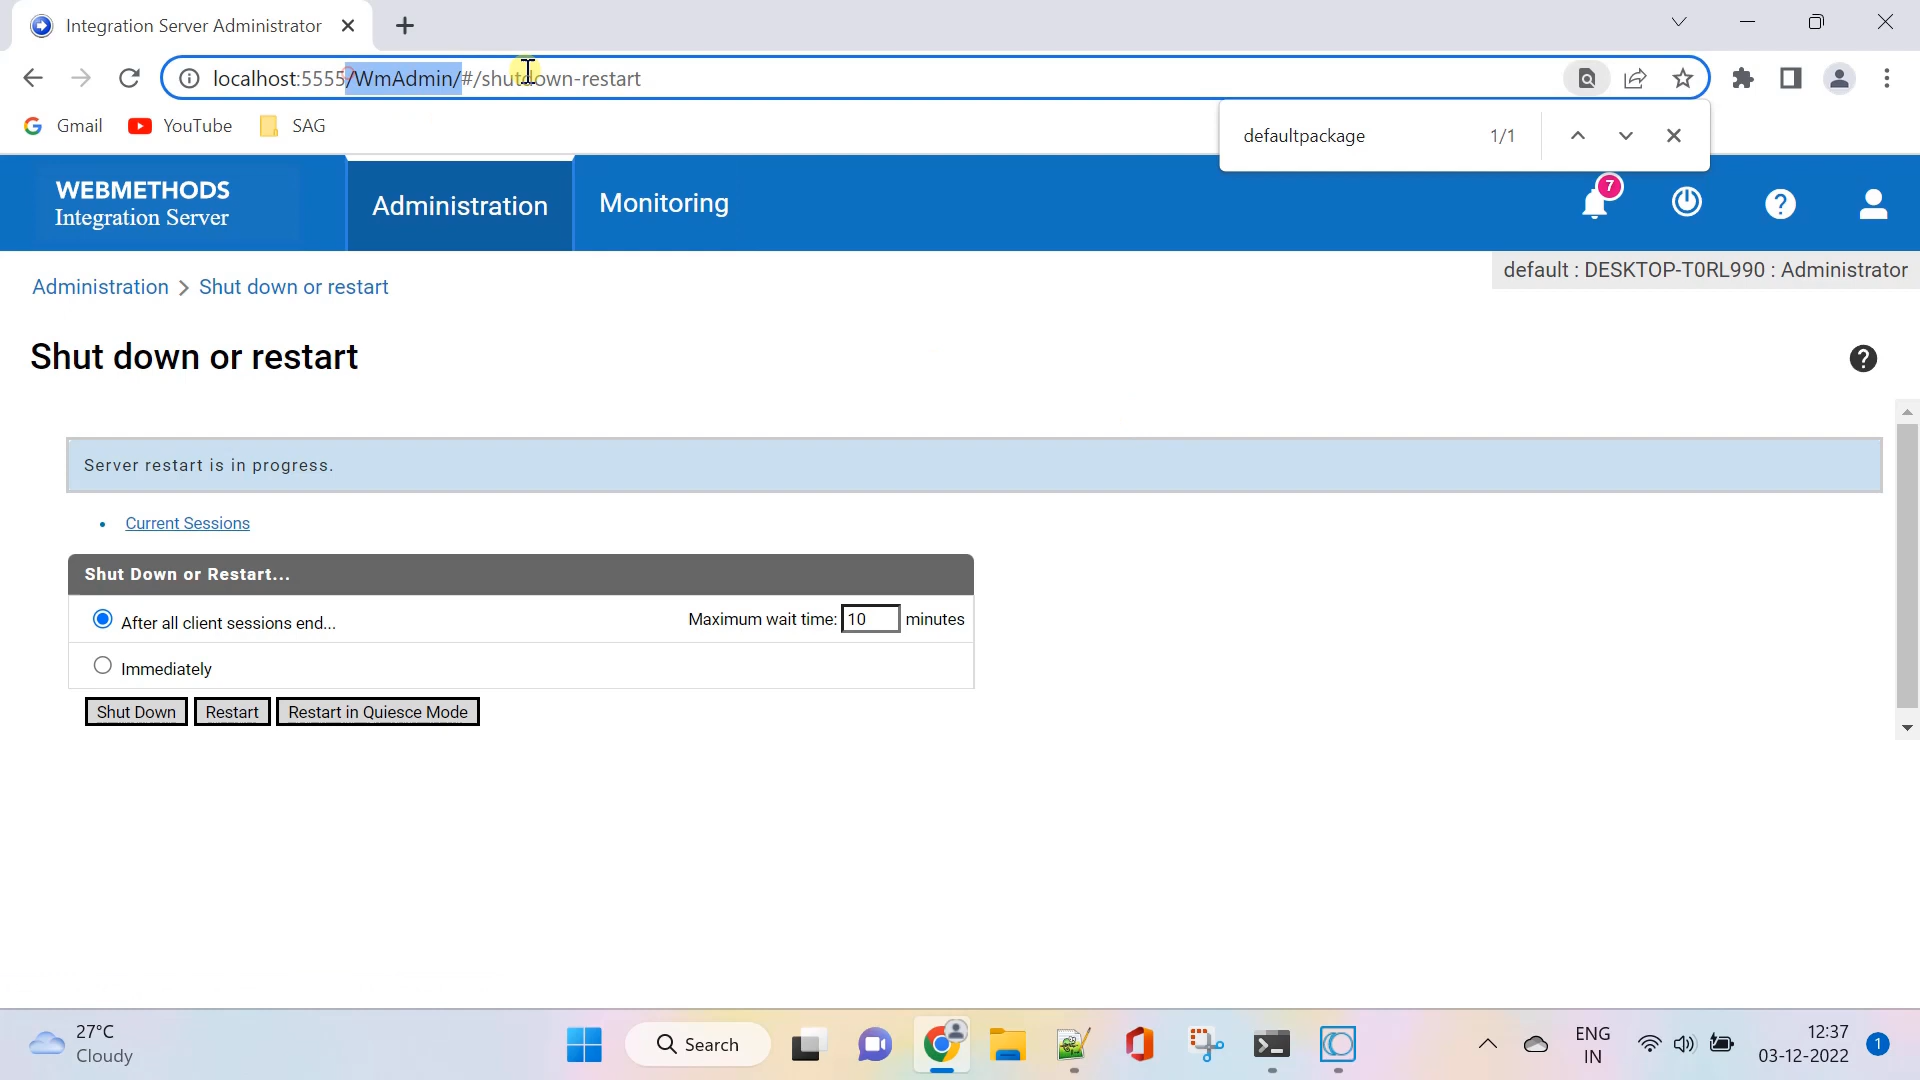 Integration Server Administrator
localhost:5555/WmAdmin/#/shutdown-restart
Gmail YouTube SAG
defaultpackage 1/1
WEBMETHODS
Integration Server
Administration
Monitoring
7
default : DESKTOP-T0RL990 : Administrator
Administration > Shut down or restart
Shut down or restart
Server restart is in progress.
Current Sessions
Shut Down or Restart...
After all client sessions end... Maximum wait time: 10 minutes
Immediately
Shut Down Restart Restart in Quiesce Mode
27°C
Cloudy
Search
ENG
IN
12:37
03-12-2022
1